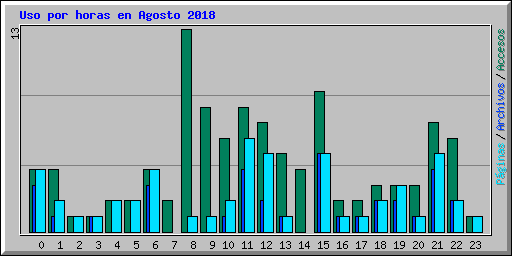 Uso por horas en Agosto 2018
13
Páginas / Archivos / Accesos
0 1 2 3 4 5 6 7 8 9 10 11 12 13 14 15 16 17 18 19 20 21 22 23